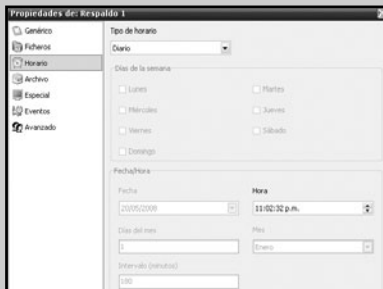 Propiedades de: Respaldo 1
Genérico
Ficheros
Horario
Archivo
Especial
Eventos
Avanzado
Tipo de horario
Diario
Días de la semana
Lunes
Martes
Miércoles
Jueves
Viernes
Sábado
Domingo
Fecha/Hora
Fecha
Hora
20/05/2008
11:02:32 p.m.
Días del mes
Mes
1
Enero
Intervalo (minutos)
180